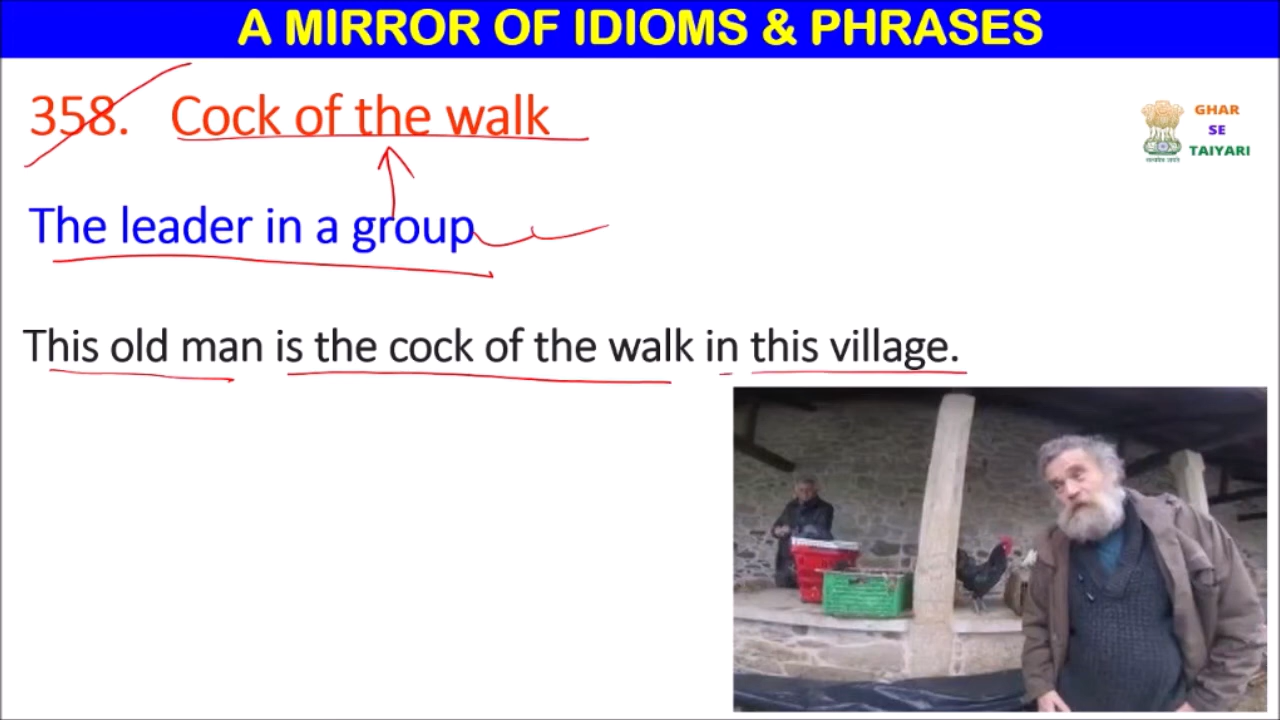 A MIRROR OF IDIOMS & PHRASES
358. Cock of the walk
GHAR
SE
TAIYARI
The leader in a group
This old man is the cock of the walk in this village.